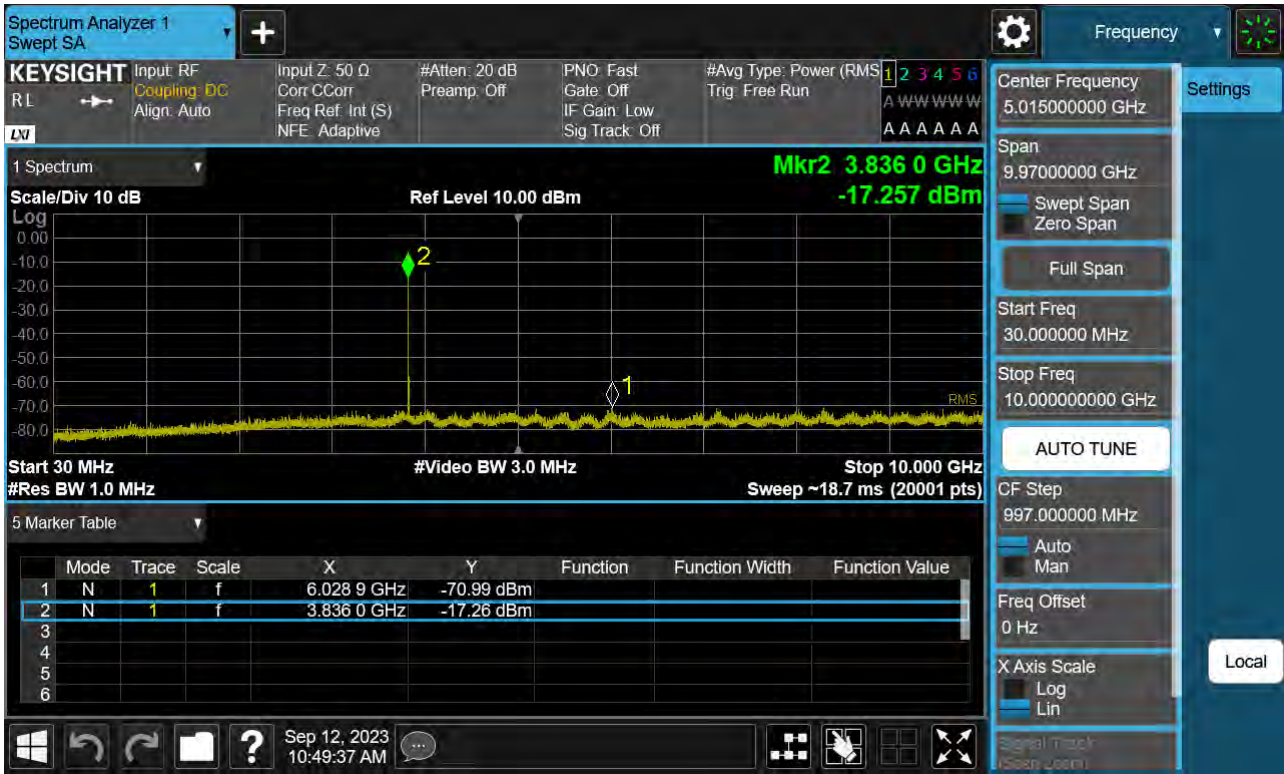 Spectrum Analyzer 1
Swept SA
+
Frequency
KEYSIGHT
RL
LXI
Input: RF
Coupling: DC
Align: Auto
Input Z: 50 Ω
Corr CCorr
Freq Ref: Int (S)
NFE: Adaptive
#Atten: 20 dB
Preamp: Off
PNO: Fast
Gate: Off
IF Gain: Low
Sig Track: Off
#Avg Type: Power (RMS
Trig: Free Run
1 2 3 4 5 6
A W W W W W
A A A A A A
1 Spectrum
Mkr2 3.836 0 GHz
-17.257 dBm
Scale/Div 10 dB
Ref Level 10.00 dBm
Log
0.00
-10.0
-20.0
-30.0
-40.0
-50.0
-60.0
-70.0
-80.0
2
1
RMS
Start 30 MHz
#Video BW 3.0 MHz
Stop 10.000 GHz
#Res BW 1.0 MHz
Sweep ~18.7 ms (20001 pts)
5 Marker Table
Mode Trace Scale X Y Function Function Width Function Value
1 N 1 f 6.028 9 GHz -70.99 dBm
2 N 1 f 3.836 0 GHz -17.26 dBm
3
4
5
6
Sep 12, 2023
10:49:37 AM
Center Frequency
5.015000000 GHz
Settings
Span
9.97000000 GHz
Swept Span
Zero Span
Full Span
Start Freq
30.000000 MHz
Stop Freq
10.000000000 GHz
AUTO TUNE
CF Step
997.000000 MHz
Auto
Man
Freq Offset
0 Hz
X Axis Scale
Log
Lin
Local
Signal Track
(Span Zoom)